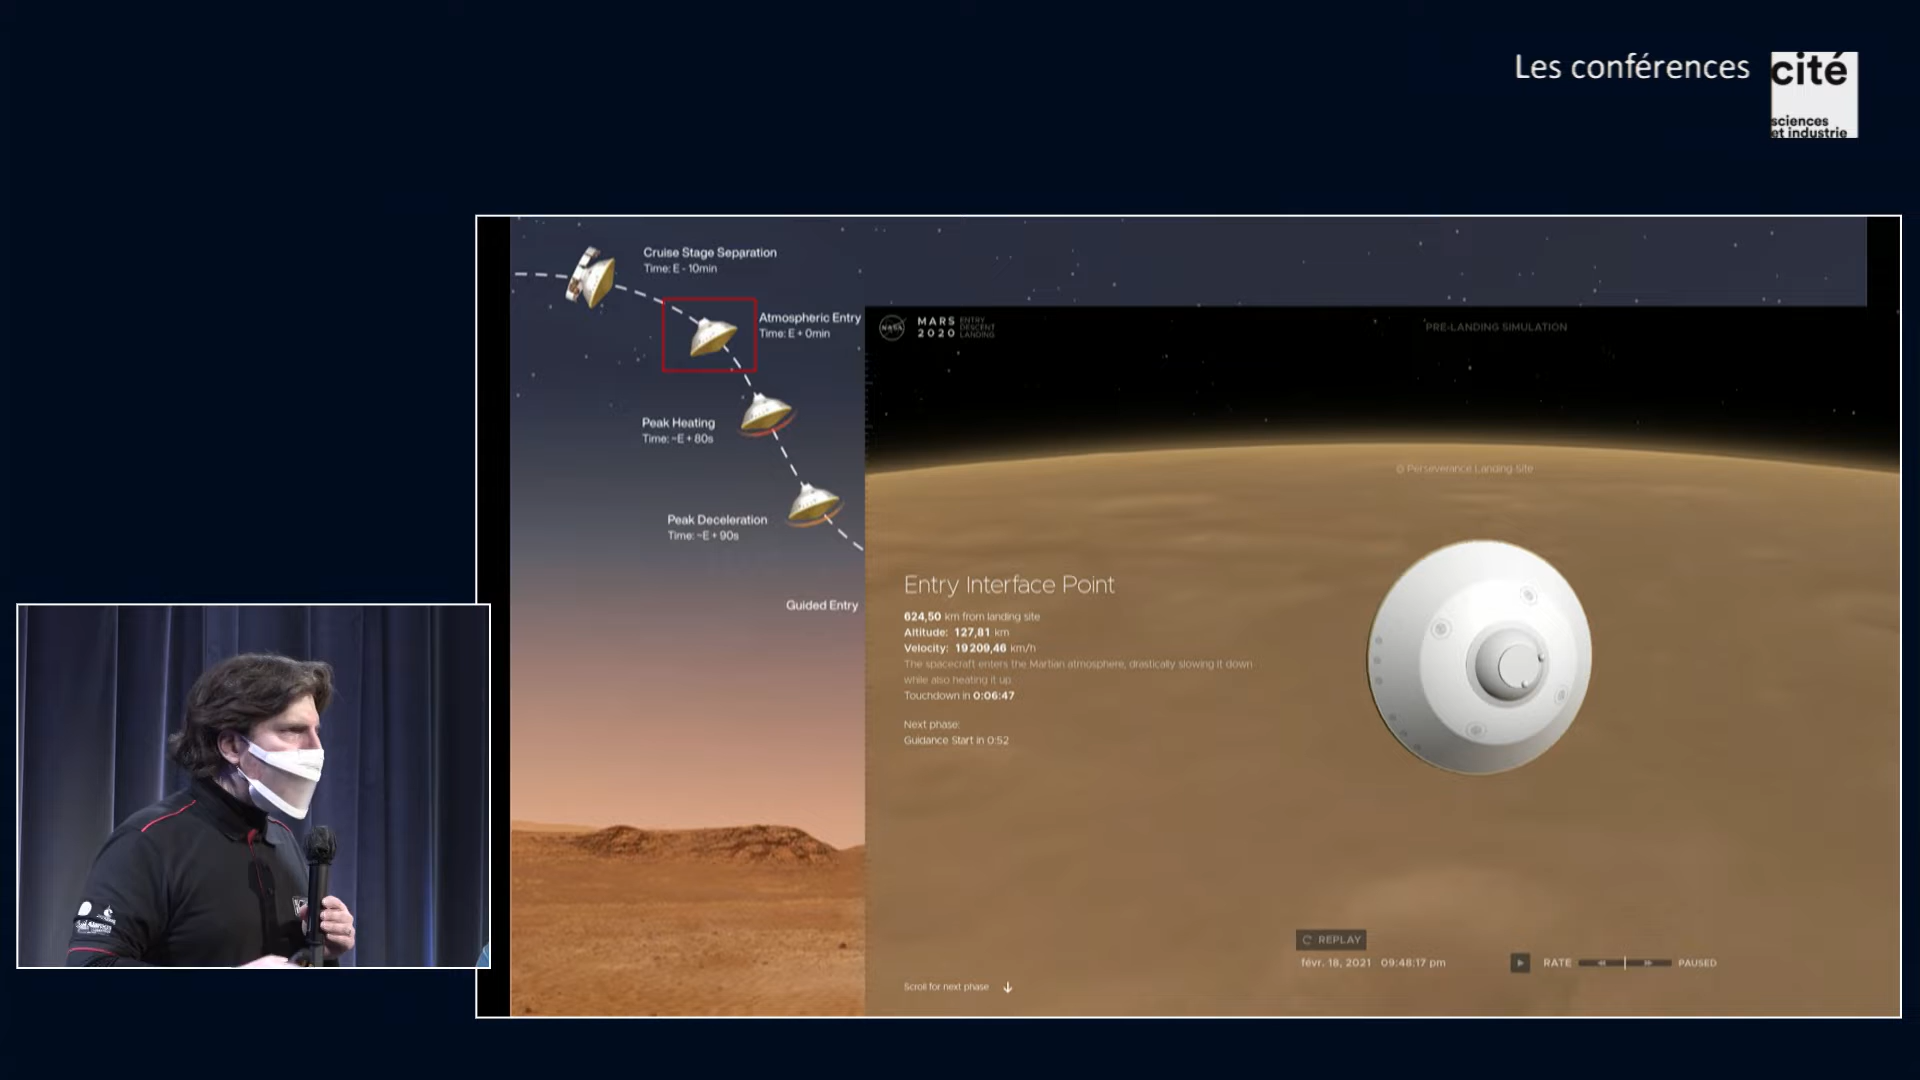 Les conférences
cité
sciences
et industrie
Cruise Stage Separation
Time: E - 10min
Atmospheric Entry
Time: E + 0min
Peak Heating
Time: ~E + 80s
Peak Deceleration
Time: ~E + 90s
Guided Entry
NASA
MARS
2020
ENTRY
DESCENT
LANDING
PRE-LANDING SIMULATION
Perseverance Landing Site
Entry Interface Point
624,50 km from landing site
Altitude: 127,81 km
Velocity: 19 209,46 km/h
The spacecraft enters the Martian atmosphere, drastically slowing it down
while also heating it up.
Touchdown in 0:06:47
Next phase:
Guidance Start in 0:52
REPLAY
févr. 18, 2021 09:48:17 pm
RATE
PAUSED
Scroll for next phase